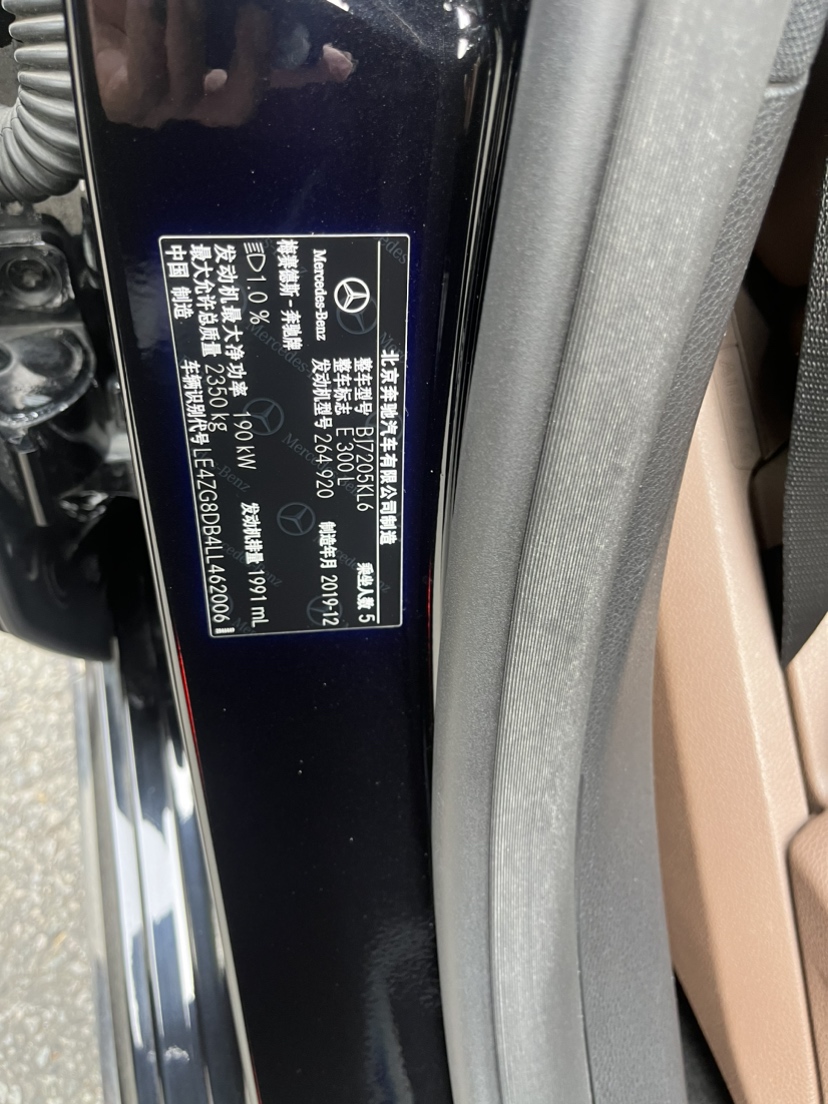 北京奔驰汽车有限公司制造
Mercedes-Benz
整车型号 BJ7205KL6 乘坐人数 5
整车标志 E 300 L
发动机型号 264 920 制造年月 2019-12
梅赛德斯-奔驰牌
1.0 %
发动机最大净功率 190 kW 发动机排量 1991 mL
最大允许总质量 2350 kg
中国 制造 车辆识别代号 LE4ZG8DB4LL462006